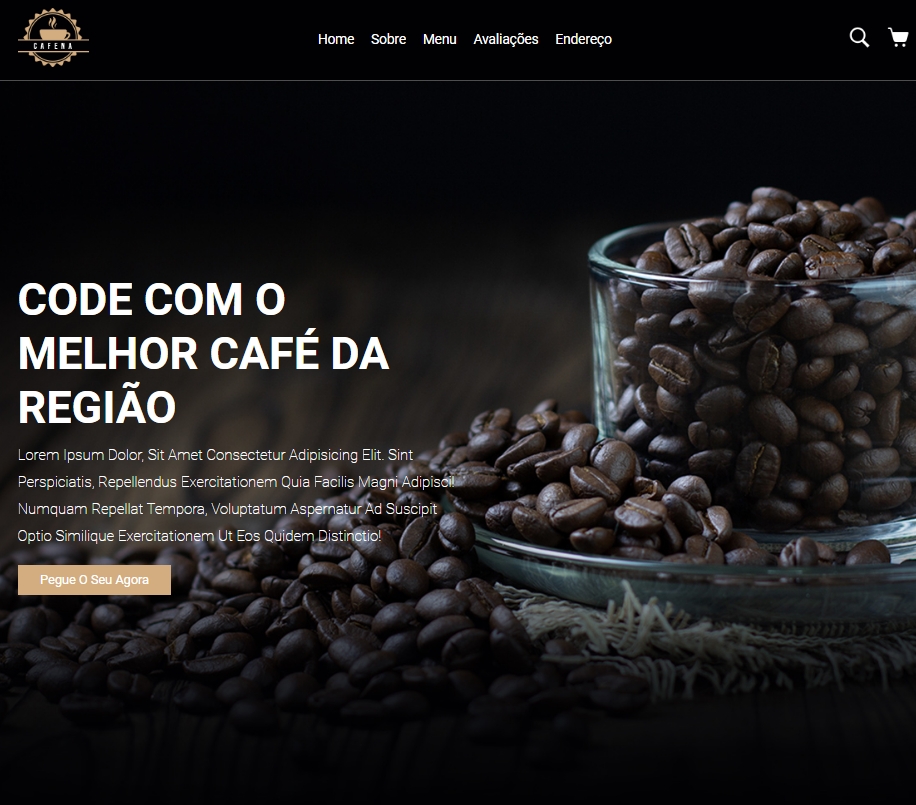 CAFENA
Home Sobre Menu Avaliações Endereço
CODE COM O
MELHOR CAFÉ DA
REGIÃO
Lorem Ipsum Dolor, Sit Amet Consectetur Adipisicing Elit. Sint
Perspiciatis, Repellendus Exercitationem Quia Facilis Magni Adipisci!
Numquam Repellat Tempora, Voluptatum Aspernatur Ad Suscipit
Optio Similique Exercitationem Ut Eos Quidem Distinctio!
Pegue O Seu Agora